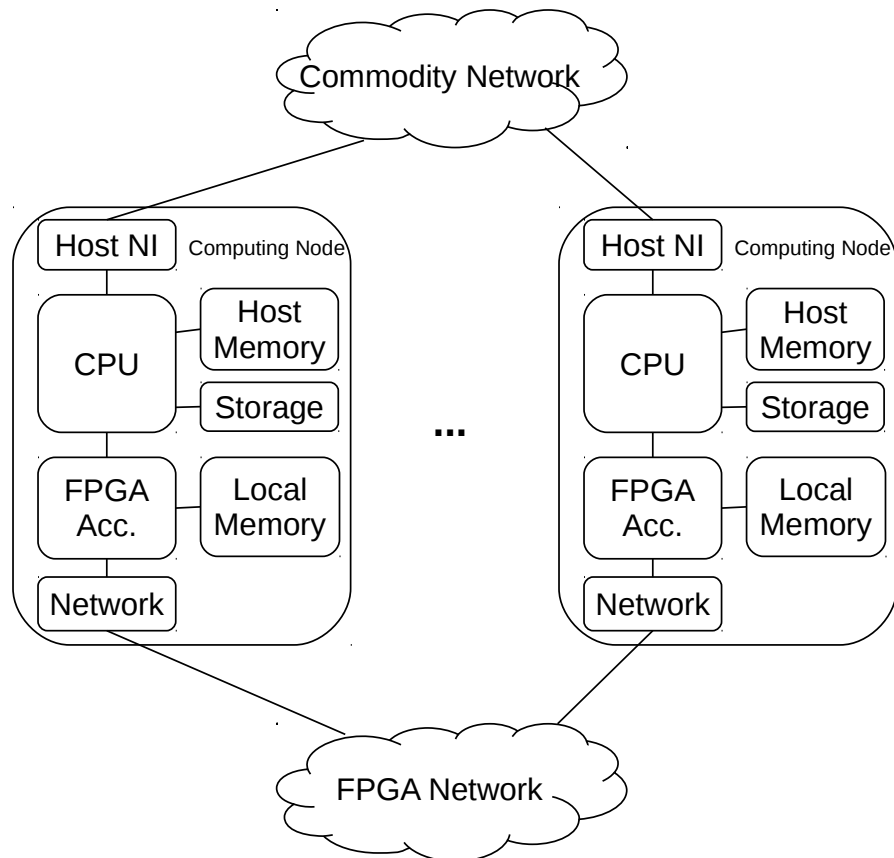 Commodity Network
Host NI
Computing Node
CPU
Host
Memory
Storage
FPGA
Acc.
Local
Memory
Network
...
Host NI
Computing Node
CPU
Host
Memory
Storage
FPGA
Acc.
Local
Memory
Network
FPGA Network